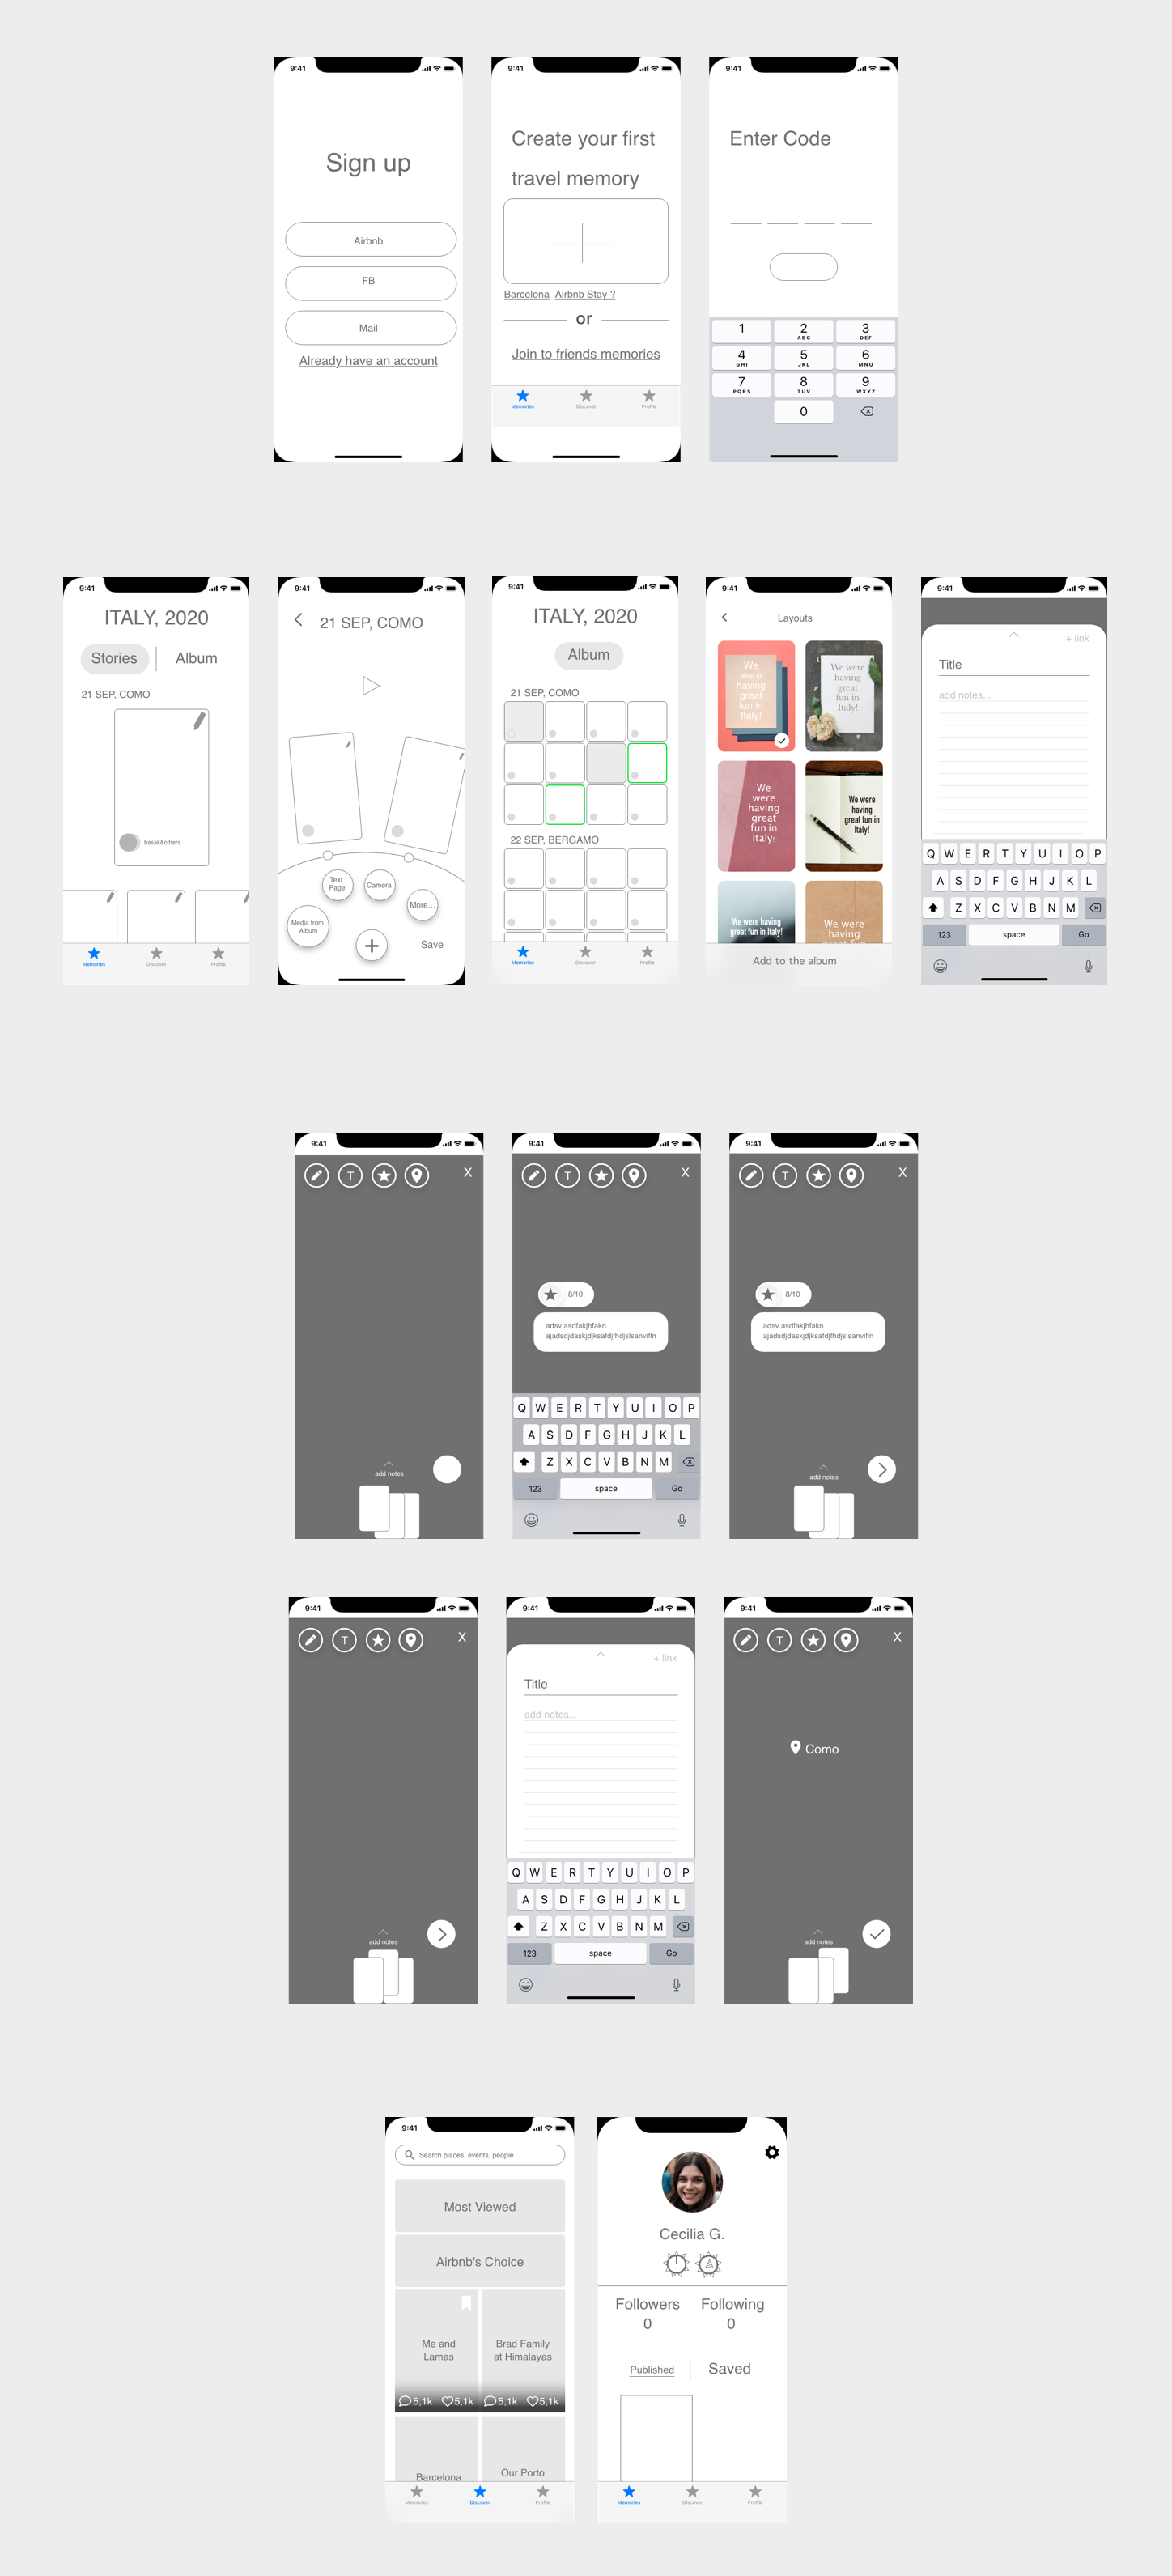 9:41
Sign up
Airbnb
FB
Mail
Already have an account
9:41
Create your first
travel memory
Barcelona Airbnb Stay ?
or
Join to friends memories
Memories Discover Profile
9:41
Enter Code
1 2 3
ABC DEF
4 5 6
GHI JKL MNO
7 8 9
PQRS TUV WXYZ
0
9:41
ITALY, 2020
Stories Album
21 SEP, COMO
basak&others
Memories Discover Profile
9:41
21 SEP, COMO
Text
Page
Camera
More...
Media from
Album
+
Save
9:41
ITALY, 2020
Album
21 SEP, COMO
22 SEP, BERGAMO
Memories Discover Profile
9:41
Layouts
We
were
having
great
fun in
Italy!
We were
having
great
fun in
Italy!
We
were
having
great
fun in
Italy!
We were
having
great
fun in
Italy!
We were having
great fun in Italy!
We were
having
great fun
Add to the album
9:41
+ link
Title
add notes...
Q W E R T Y U I O P
A S D F G H J K L
Z X C V B N M
123 space Go
9:41
T X
add notes
9:41
T X
8/10
adsv asdfakjhfakn
ajadsdjdaskjdjksafdjfhdjslsanvifln
Q W E R T Y U I O P
A S D F G H J K L
Z X C V B N M
123 space Go
9:41
T X
8/10
adsv asdfakjhfakn
ajadsdjdaskjdjksafdjfhdjslsanvifln
add notes
9:41
T X
add notes
9:41
+ link
Title
add notes...
Q W E R T Y U I O P
A S D F G H J K L
Z X C V B N M
123 space Go
9:41
T X
Como
add notes
9:41
Search places, events, people
Most Viewed
Airbnb's Choice
Me and
Lamas
5,1k 5,1k
Brad Family
at Himalayas
5,1k 5,1k
Barcelona
Our Porto
Memories Discover Profile
Cecilia G.
Followers Following
0 0
Published Saved
Memories Discover Profile